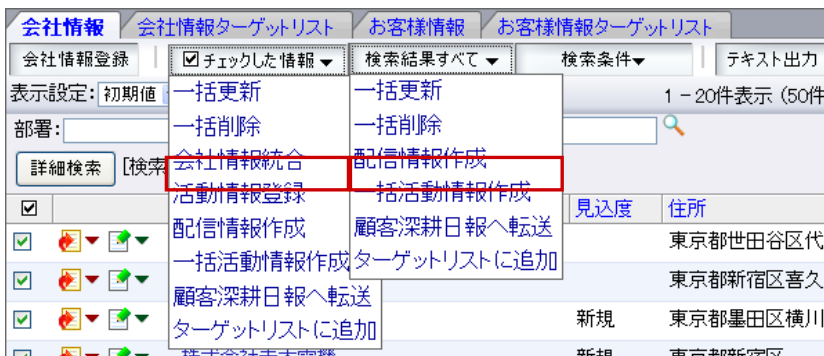 会社情報 会社情報ターゲットリスト お客様情報 お客様情報ターゲットリスト
会社情報登録 チェックした情報▼ 検索結果すべて▼ 検索条件▼ テキスト出力
表示設定: 初期値 1-20件表示 (50件
部署:
詳細検索 [検索
一括更新
一括削除
会社情報統合
活動情報登録
配信情報作成
一括活動情報作成
顧客深耕日報へ転送
ターゲットリストに追加
一括更新
一括削除
配信情報作成
一括活動情報作成
顧客深耕日報へ転送
ターゲットリストに追加
見込度 住所
東京都世田谷区代
東京都新宿区喜久
新規 東京都墨田区横川
新規 東京都新宿区